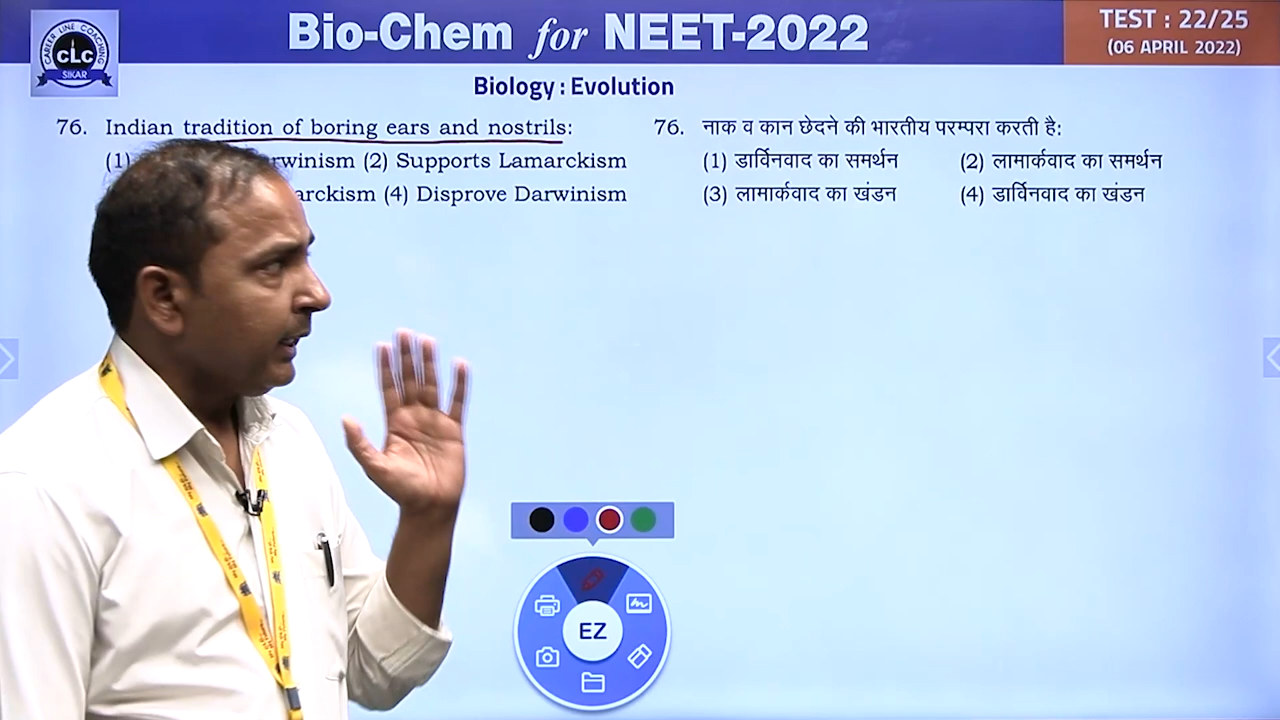 Bio-Chem for NEET-2022
TEST : 22/25
(06 APRIL 2022)
CAREER LINE COACHING
CLC
SIKAR
Biology : Evolution
76. Indian tradition of boring ears and nostrils:
(1) rwinism (2) Supports Lamarckism
arckism (4) Disprove Darwinism
76. नाक व कान छेदने की भारतीय परम्परा करती है:
(1) डार्विनवाद का समर्थन (2) लामार्कवाद का समर्थन
(3) लामार्कवाद का खंडन (4) डार्विनवाद का खंडन
EZ